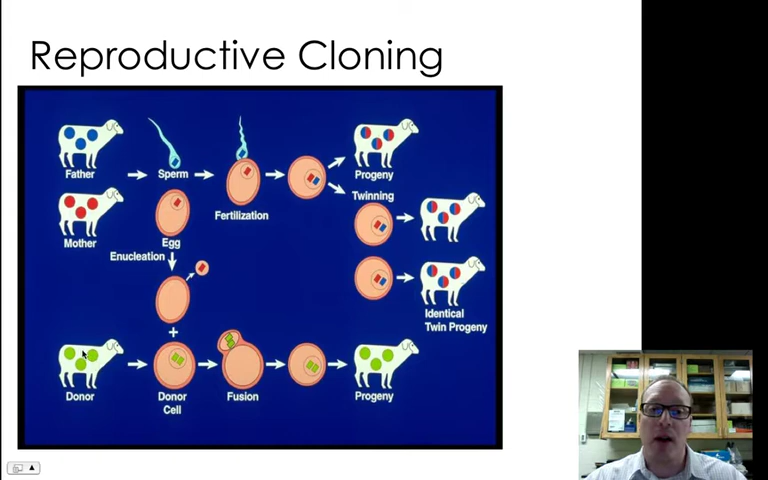 Reproductive Cloning
Father
Sperm
Progeny
Twinning
Fertilization
Mother
Egg
Enucleation
+
Identical
Twin Progeny
Donor
Donor
Cell
Fusion
Progeny